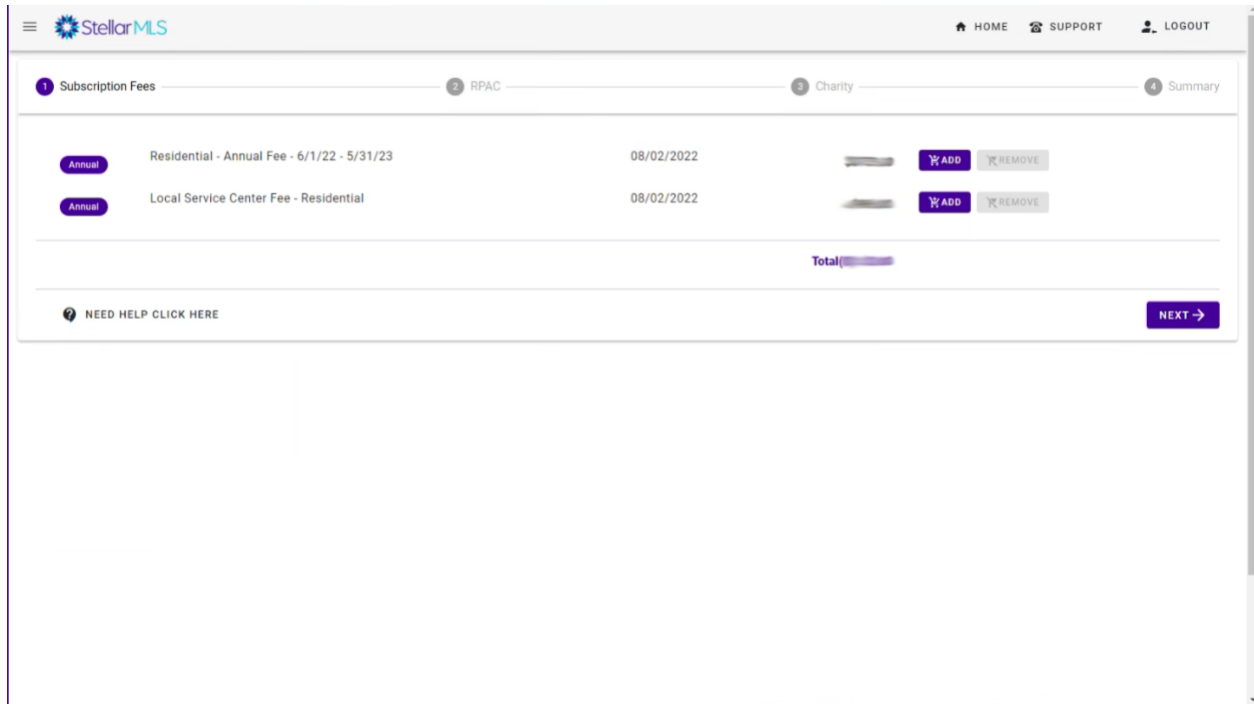 StellarMLS HOME SUPPORT LOGOUT
1 Subscription Fees 2 RPAC 3 Charity 4 Summary
Annual Residential - Annual Fee - 6/1/22 - 5/31/23 08/02/2022 ADD REMOVE
Annual Local Service Center Fee - Residential 08/02/2022 ADD REMOVE
Total
? NEED HELP CLICK HERE NEXT